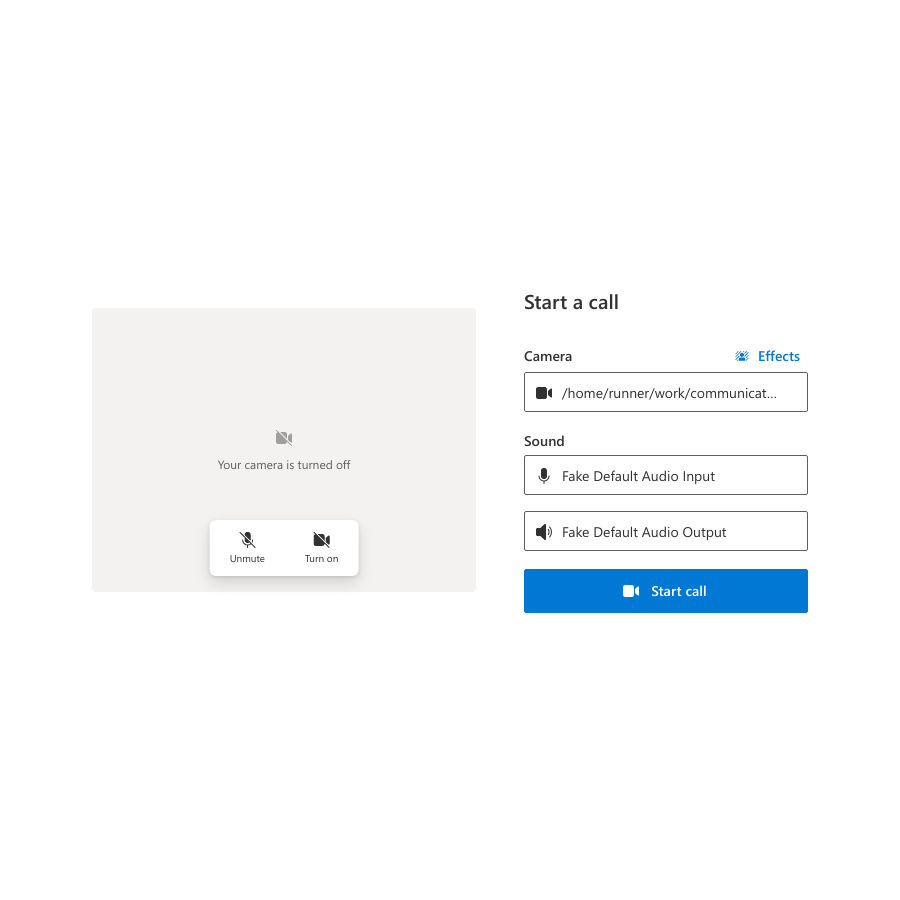 Your camera is turned off
Unmute
Turn on
Start a call
Camera
Effects
/home/runner/work/communicat...
Sound
Fake Default Audio Input
Fake Default Audio Output
Start call